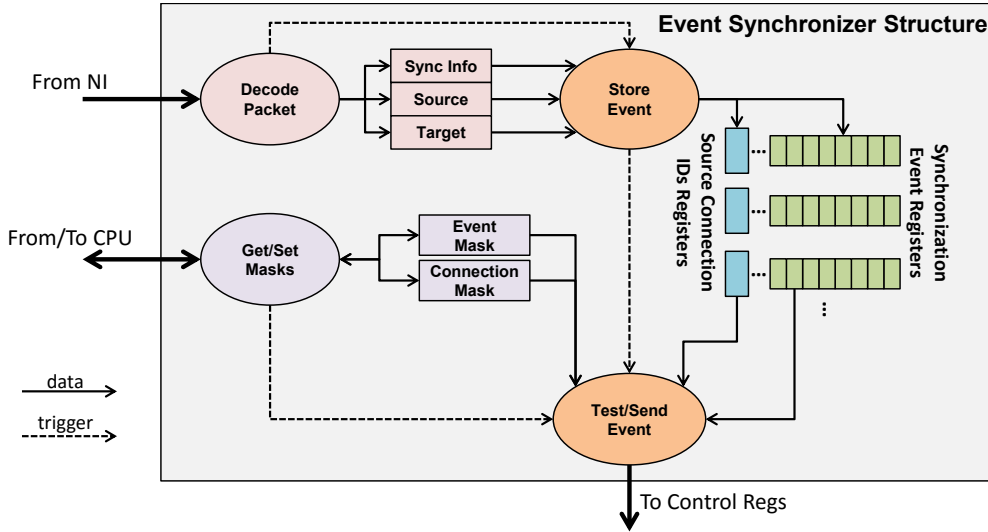 Event Synchronizer Structure
From NI
Decode
Packet
Sync Info
Source
Target
Store
Event
...
...
...
...
Source Connection
IDs Registers
Synchronization
Event Registers
From/To CPU
Get/Set
Masks
Event
Mask
Connection
Mask
data
trigger
Test/Send
Event
To Control Regs